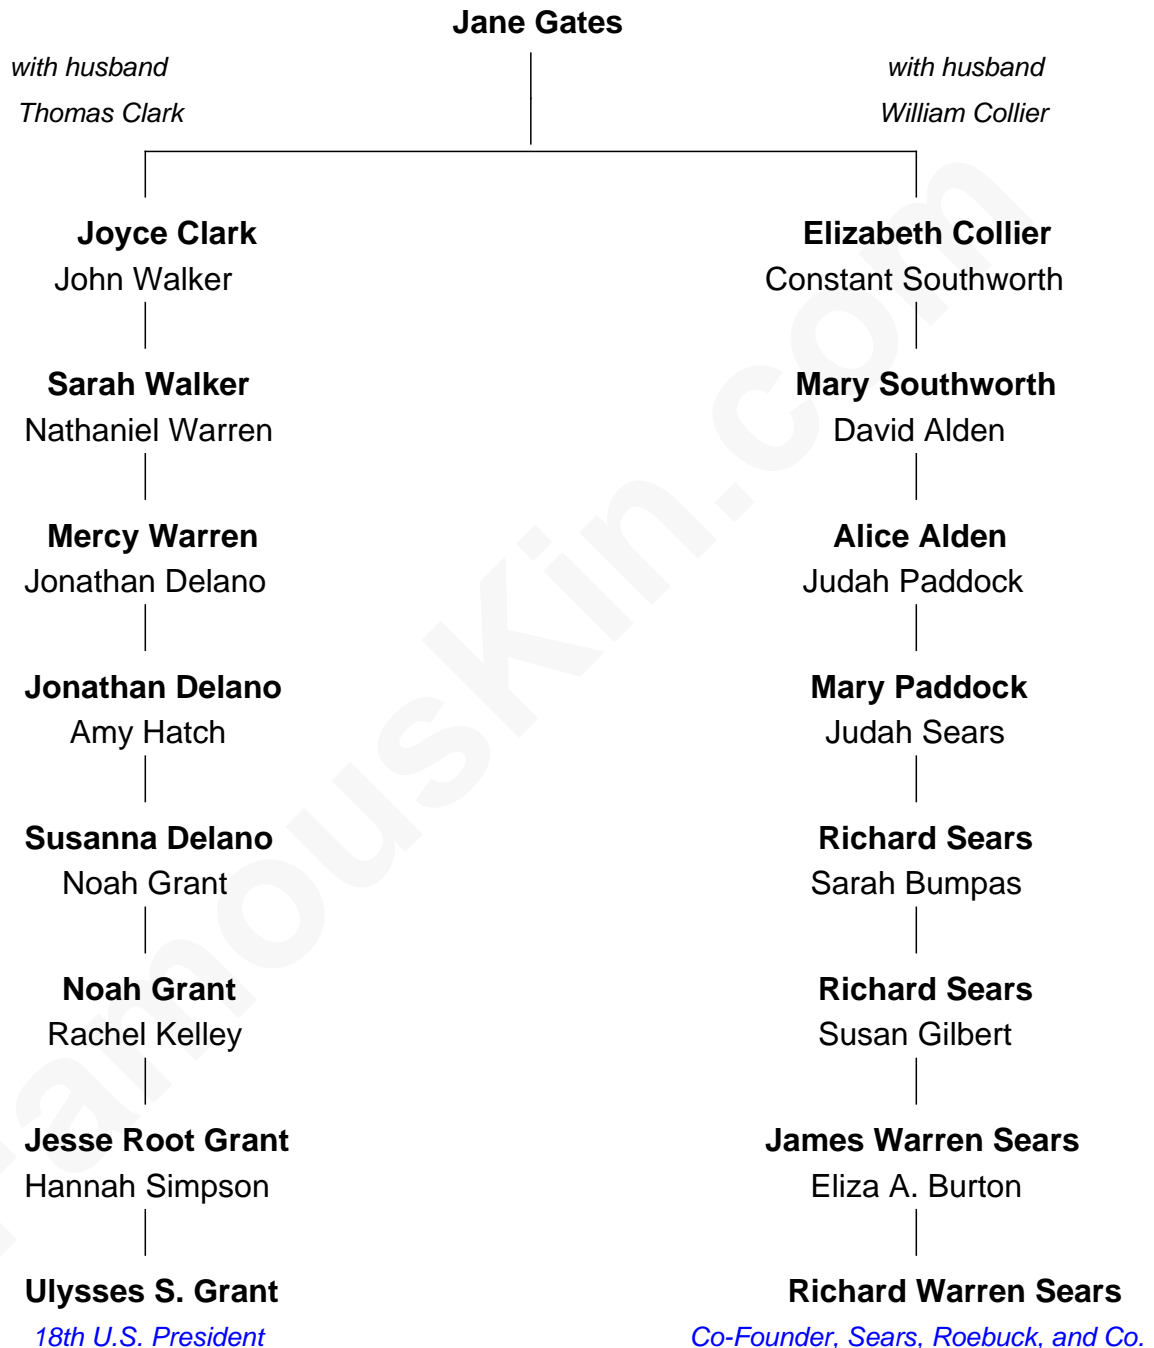 Jane Gates
with husband
Thomas Clark
with husband
William Collier
Joyce Clark
John Walker
Elizabeth Collier
Constant Southworth
Sarah Walker
Nathaniel Warren
Mary Southworth
David Alden
Mercy Warren
Jonathan Delano
Alice Alden
Judah Paddock
Jonathan Delano
Amy Hatch
Mary Paddock
Judah Sears
Susanna Delano
Noah Grant
Richard Sears
Sarah Bumpas
Noah Grant
Rachel Kelley
Richard Sears
Susan Gilbert
Jesse Root Grant
Hannah Simpson
James Warren Sears
Eliza A. Burton
Ulysses S. Grant
18th U.S. President
Richard Warren Sears
Co-Founder, Sears, Roebuck, and Co.
FamousKin.com